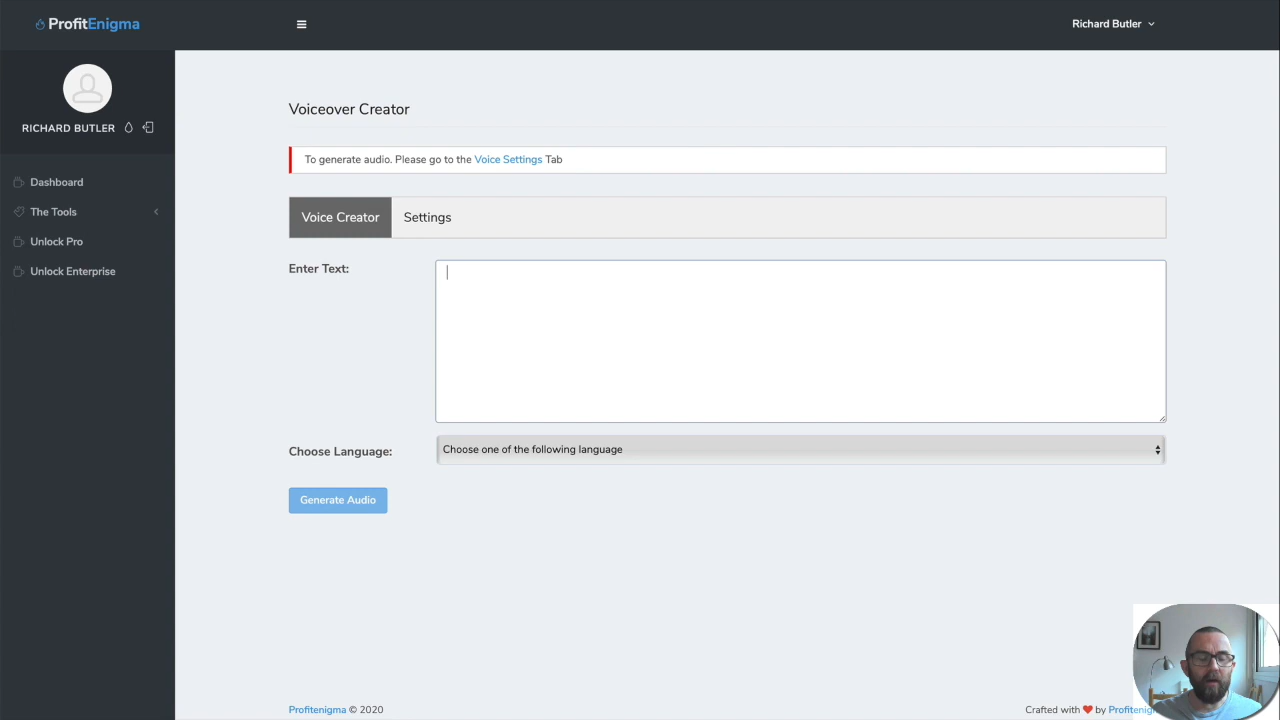 ProfitEnigma
Richard Butler
RICHARD BUTLER
Dashboard
The Tools
Unlock Pro
Unlock Enterprise
Voiceover Creator
To generate audio. Please go to the Voice Settings Tab
Voice Creator
Settings
Enter Text:
Choose Language:
Choose one of the following language
Generate Audio
Profitenigma © 2020
Crafted with ❤ by